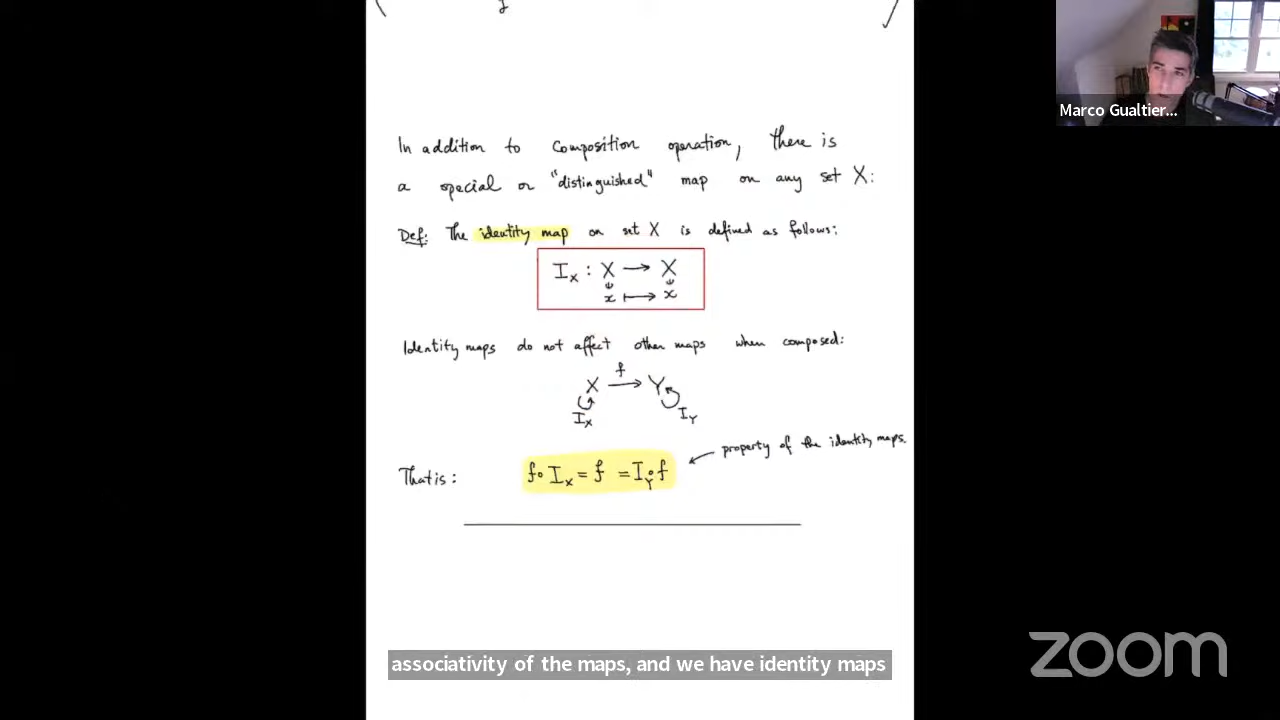 Marco Gualtier...
In addition to composition operation, there is
a special or "distinguished" map on any set X:
Def: The identity map on set X is defined as follows:
I_X : X → X
x ↦ x
Identity maps do not affect other maps when composed:
f
X → Y
I_X I_Y
property of the identity maps.
That is: f∘I_X = f = I_Y∘f
associativity of the maps, and we have identity maps
zoom